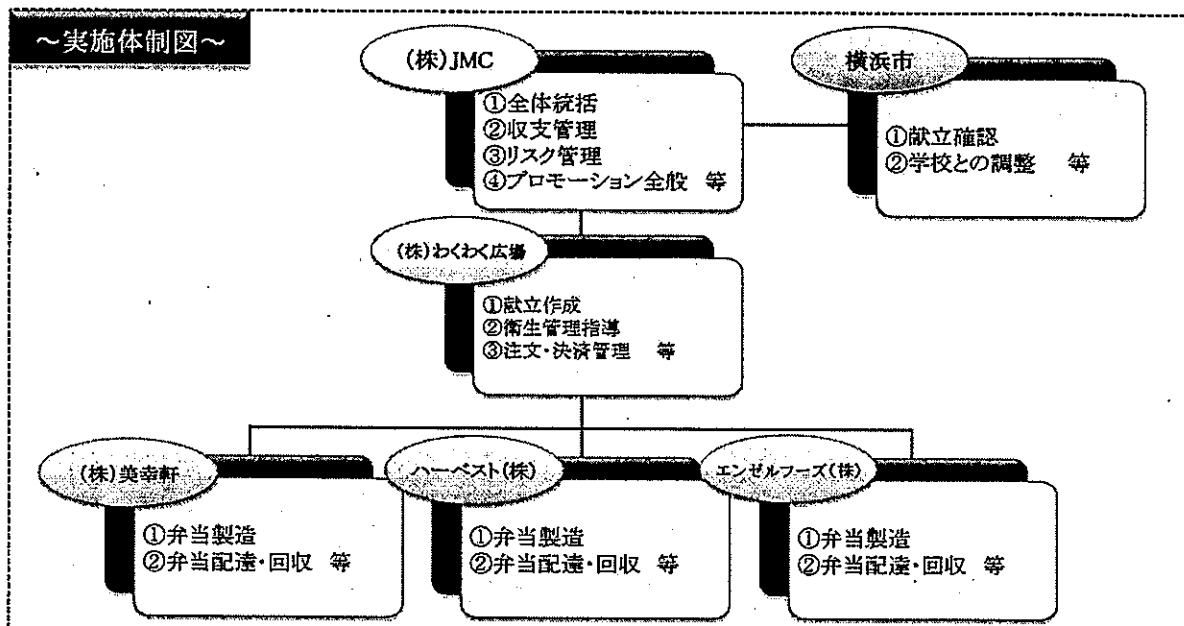 ～実施体制図～
(株)JMC
①全体統括
②収支管理
③リスク管理
④プロモーション全般 等
横浜市
①献立確認
②学校との調整 等
(株)わくわく広場
①献立作成
②衛生管理指導
③注文・決済管理 等
(株)美幸軒
①弁当製造
②弁当配達・回収 等
ハーベスト(株)
①弁当製造
②弁当配達・回収 等
エンゼルフーズ(株)
①弁当製造
②弁当配達・回収 等